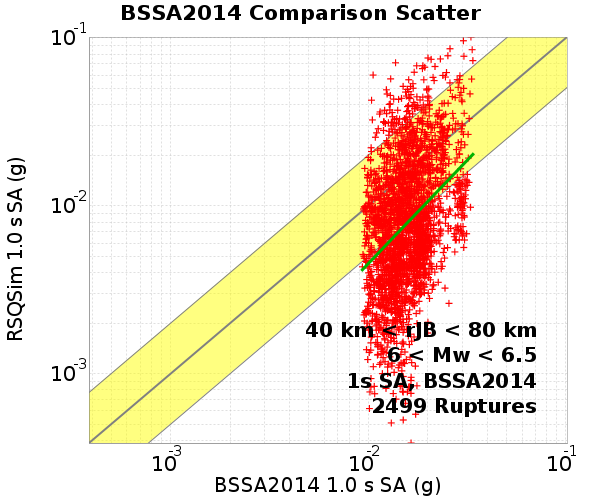 BSSA2014 Comparison Scatter
RSQSim 1.0 s SA (g)
10-1
10-2
10-3
40 km < rJB < 80 km
6 < Mw < 6.5
1s SA, BSSA2014
2499 Ruptures
10-3 10-2 10-1
BSSA2014 1.0 s SA (g)